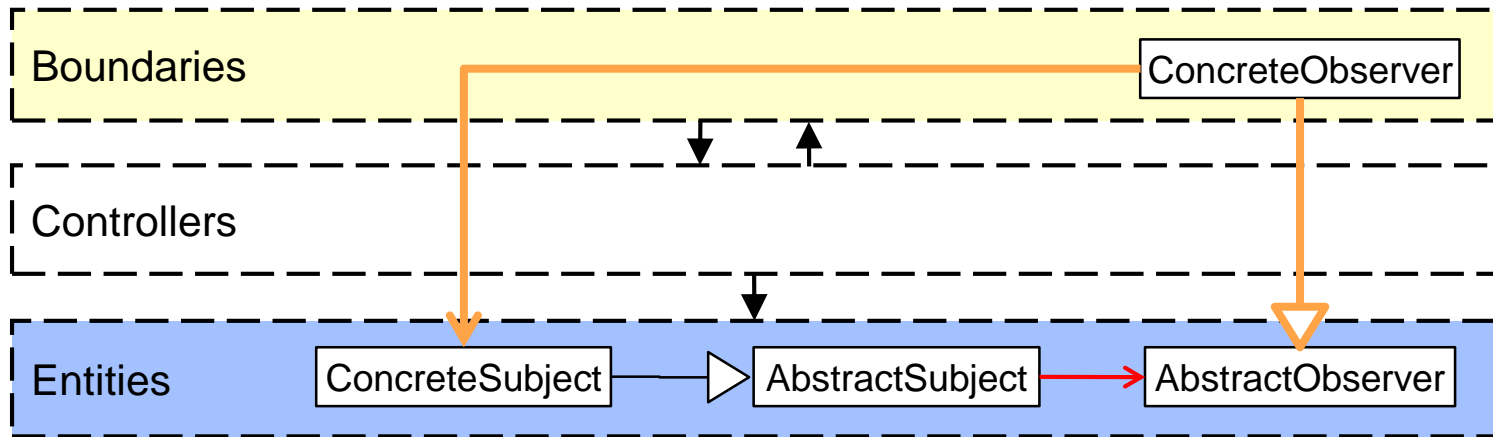 Boundaries
ConcreteObserver
Controllers
Entities
ConcreteSubject
AbstractSubject
AbstractObserver